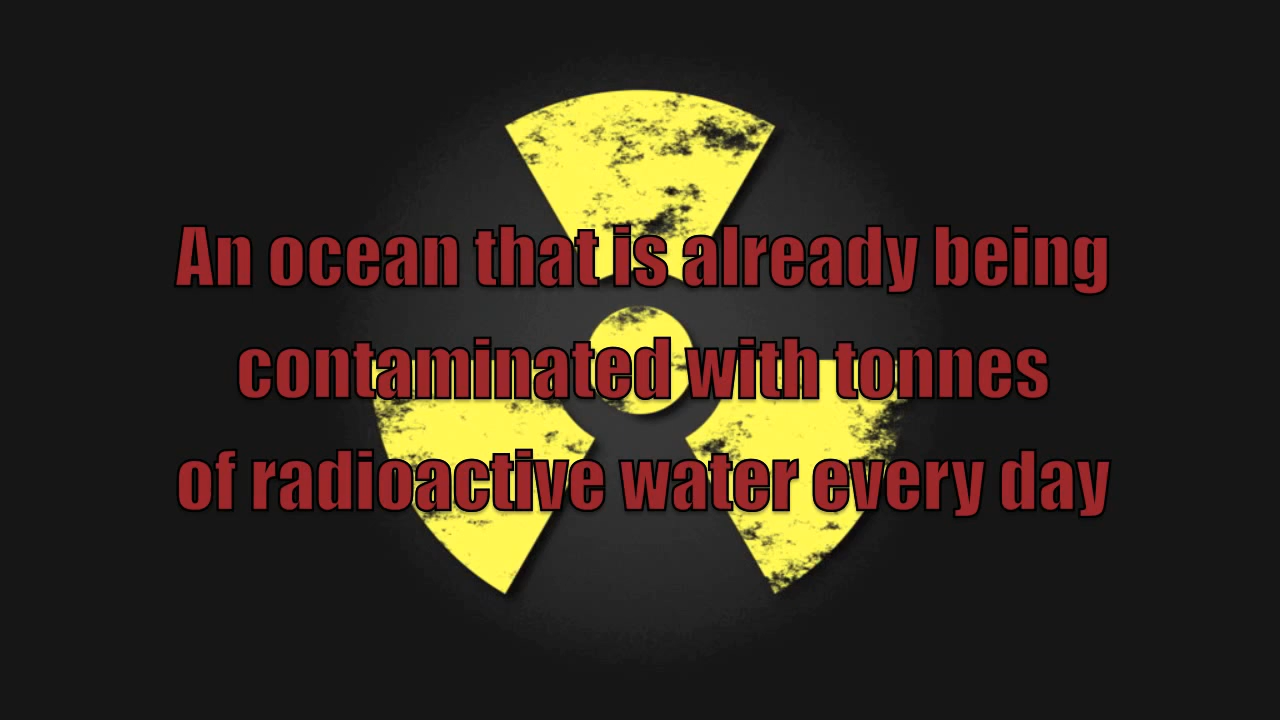 An ocean that is already being
contaminated with tonnes
of radioactive water every day